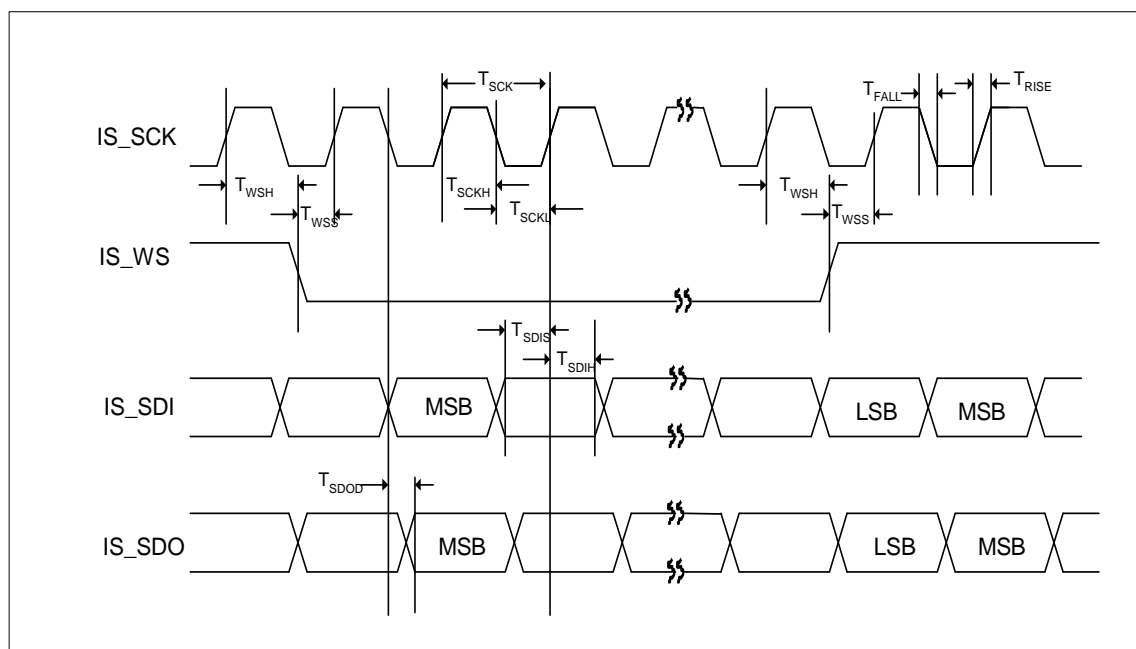 T_SCK
T_FALL
T_RISE
IS_SCK
T_WSH
T_SCKH
T_WSH
T_WSS
T_SCKL
T_WSS
IS_WS
T_SDIS
T_SDIH
IS_SDI
MSB
LSB
MSB
T_SDOD
IS_SDO
MSB
LSB
MSB